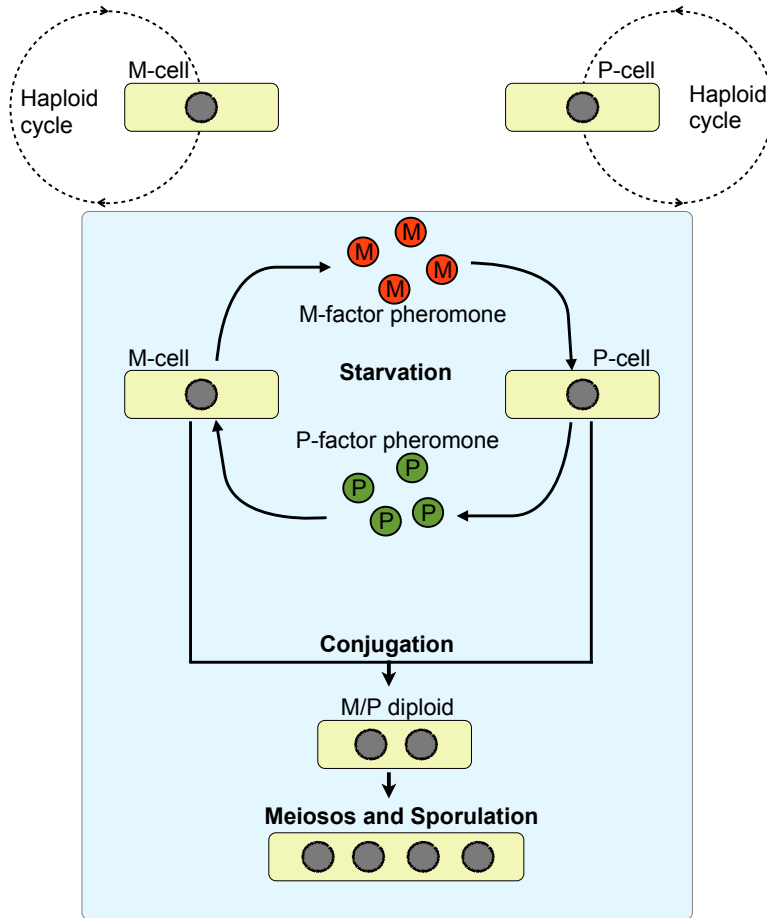 M-cell
Haploid
cycle
P-cell
Haploid
cycle
M
M
M
M
M-factor pheromone
M-cell
Starvation
P-cell
P-factor pheromone
P
P
P
P
Conjugation
M/P diploid
Meiosos and Sporulation